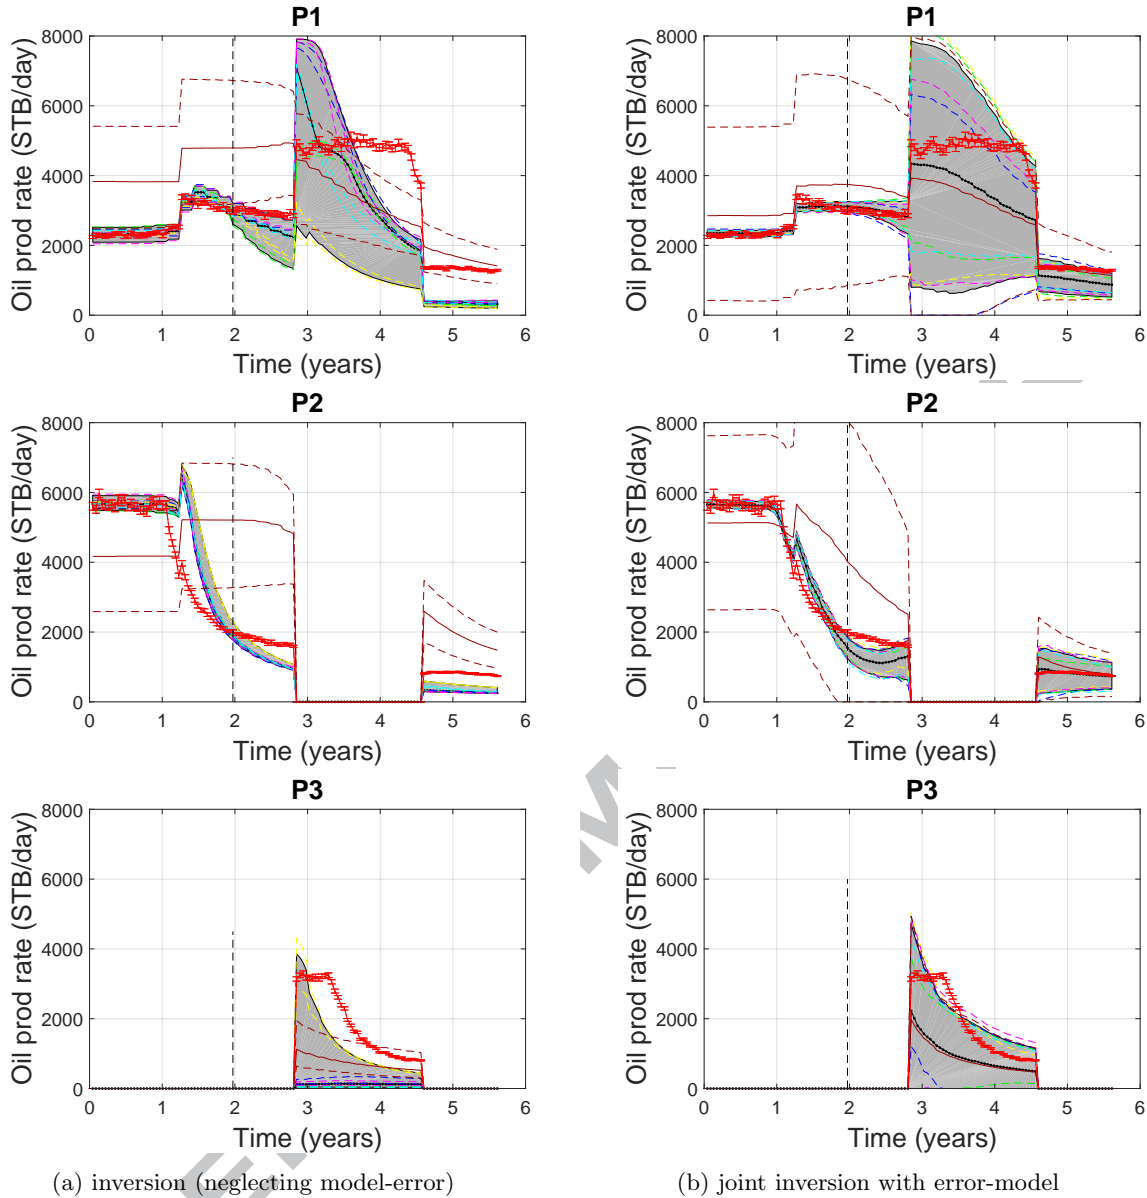 P1
P1
Oil prod rate (STB/day)
8000
6000
4000
2000
0
0 1 2 3 4 5 6
Time (years)
Oil prod rate (STB/day)
8000
6000
4000
2000
0
0 1 2 3 4 5 6
Time (years)
P2
P2
Oil prod rate (STB/day)
8000
6000
4000
2000
0
0 1 2 3 4 5 6
Time (years)
Oil prod rate (STB/day)
8000
6000
4000
2000
0
0 1 2 3 4 5 6
Time (years)
P3
P3
Oil prod rate (STB/day)
8000
6000
4000
2000
0
0 1 2 3 4 5 6
Time (years)
Oil prod rate (STB/day)
8000
6000
4000
2000
0
0 1 2 3 4 5 6
Time (years)
(a) inversion (neglecting model-error)
(b) joint inversion with error-model